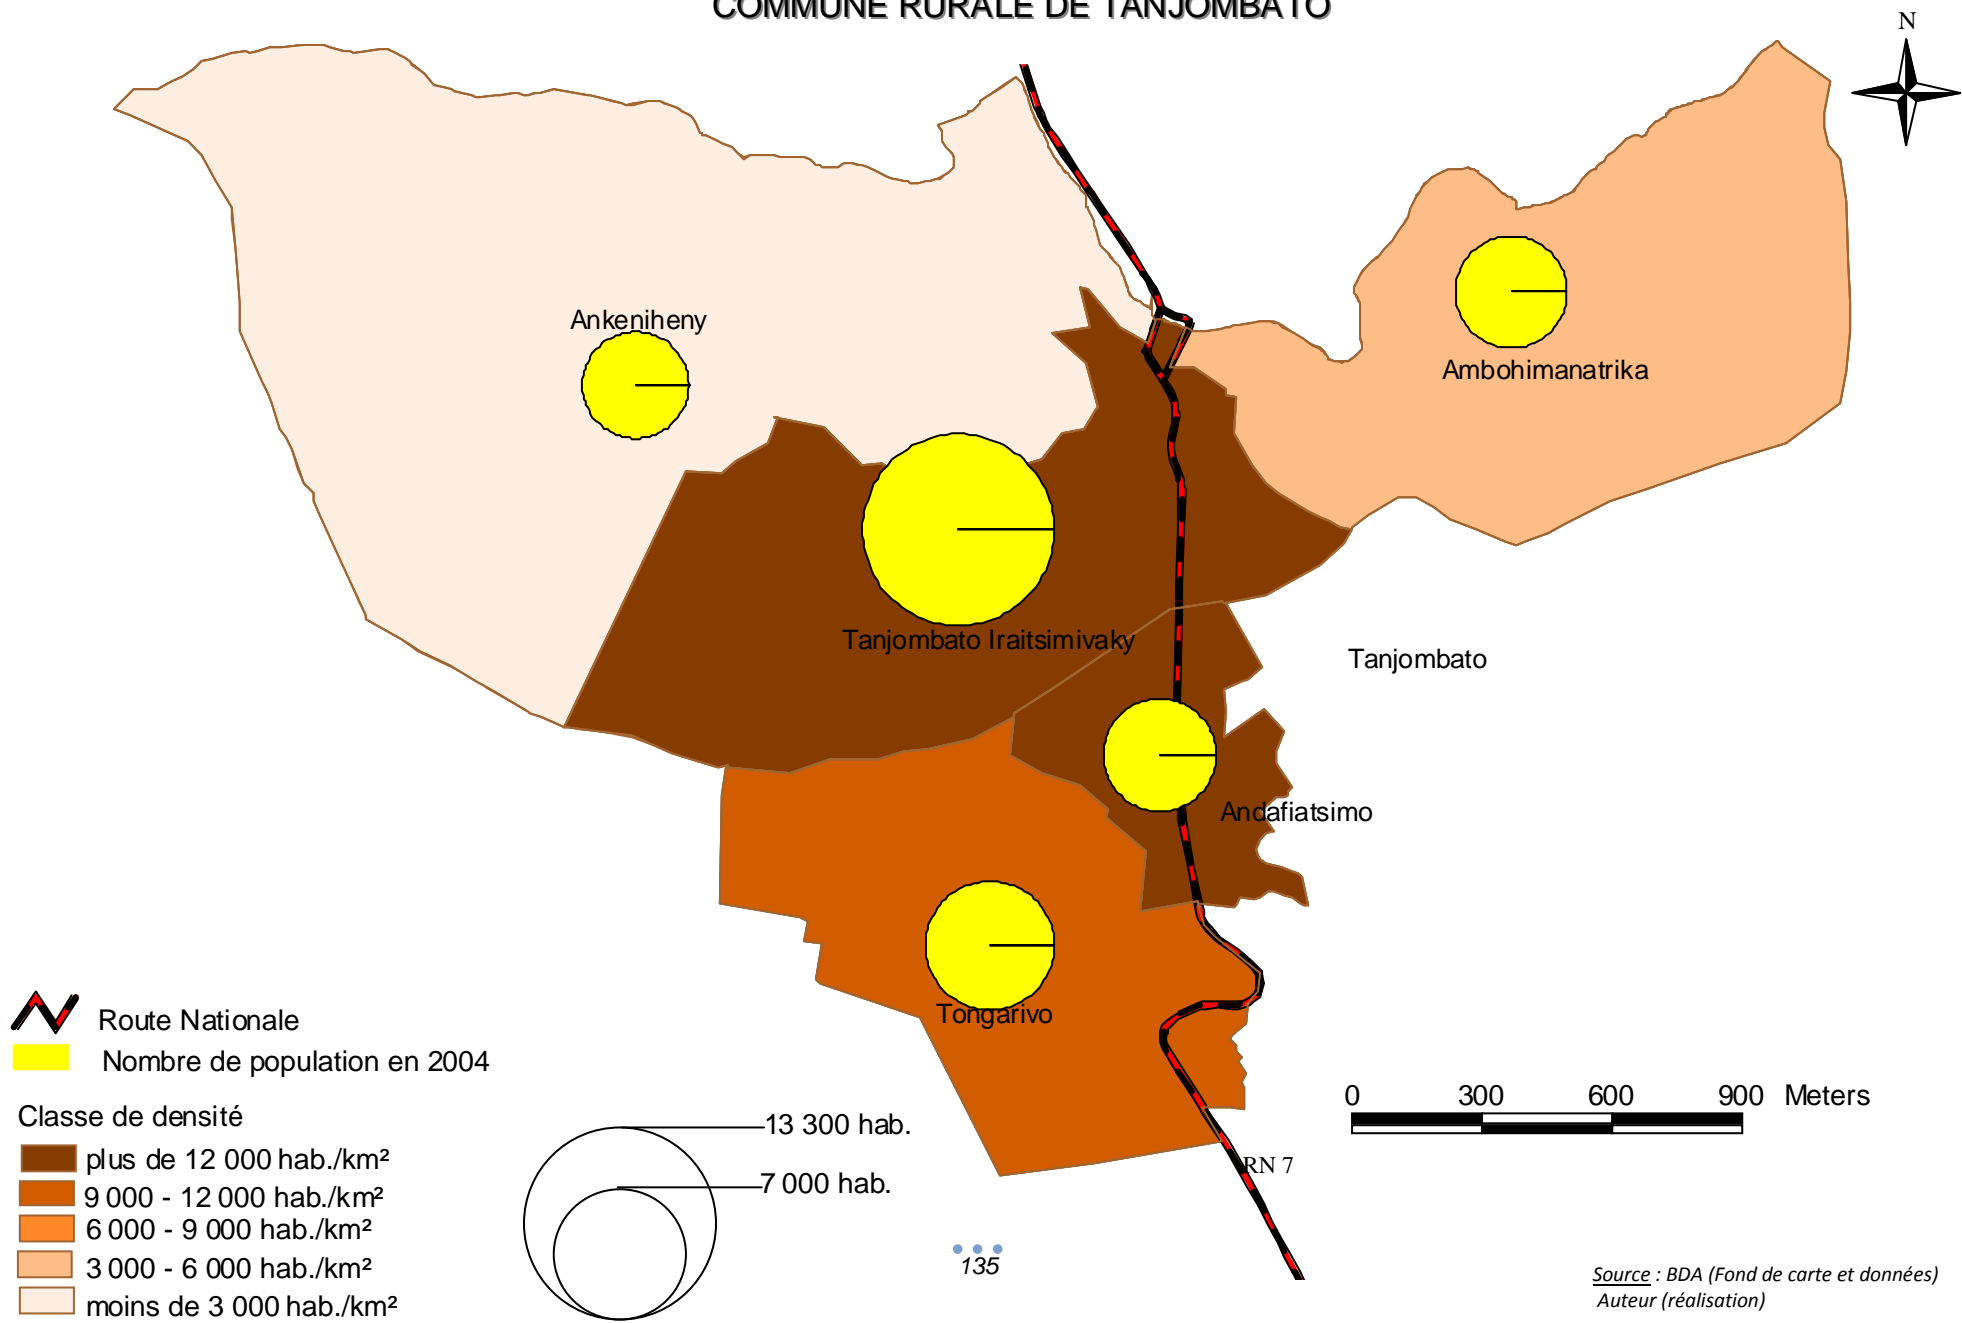 COMMUNE RURALE DE TANJOMBATO
N
Ankeniheny
Ambohimanatrika
Tanjombato Iraitsimivaky
Tanjombato
Andafiatsimo
Tongarivo
Route Nationale
Nombre de population en 2004
Classe de densité
plus de 12 000 hab./km²
9 000 - 12 000 hab./km²
6 000 - 9 000 hab./km²
3 000 - 6 000 hab./km²
moins de 3 000 hab./km²
13 300 hab.
7 000 hab.
0 300 600 900 Meters
RN 7
135
Source : BDA (Fond de carte et données)
Auteur (réalisation)